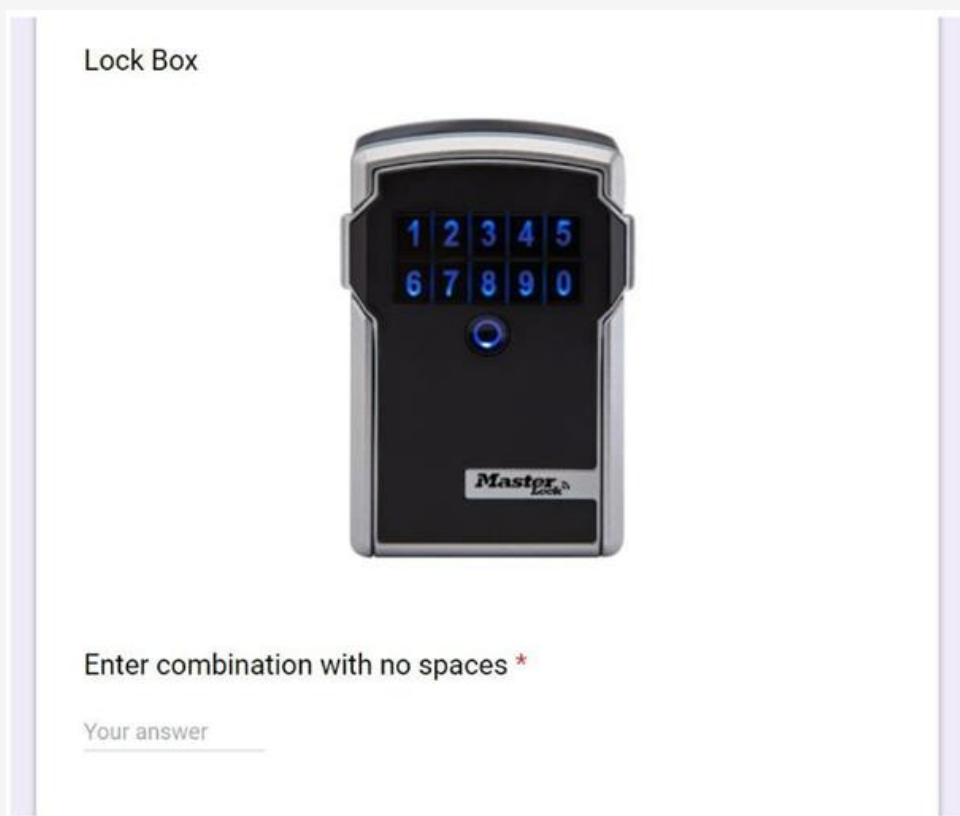 Lock Box
1 2 3 4 5
6 7 8 9 0
Master
Lock
Enter combination with no spaces *
Your answer